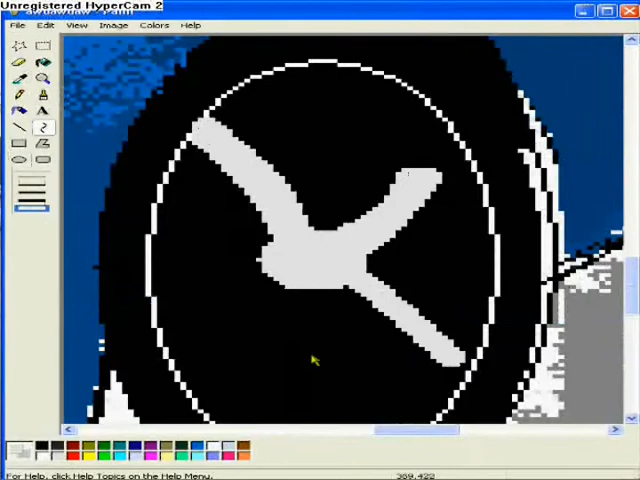 Unregistered HyperCam 2
File Edit View Image Colors Help
A
For Help, click Help Topics on the Help Menu.
369,422